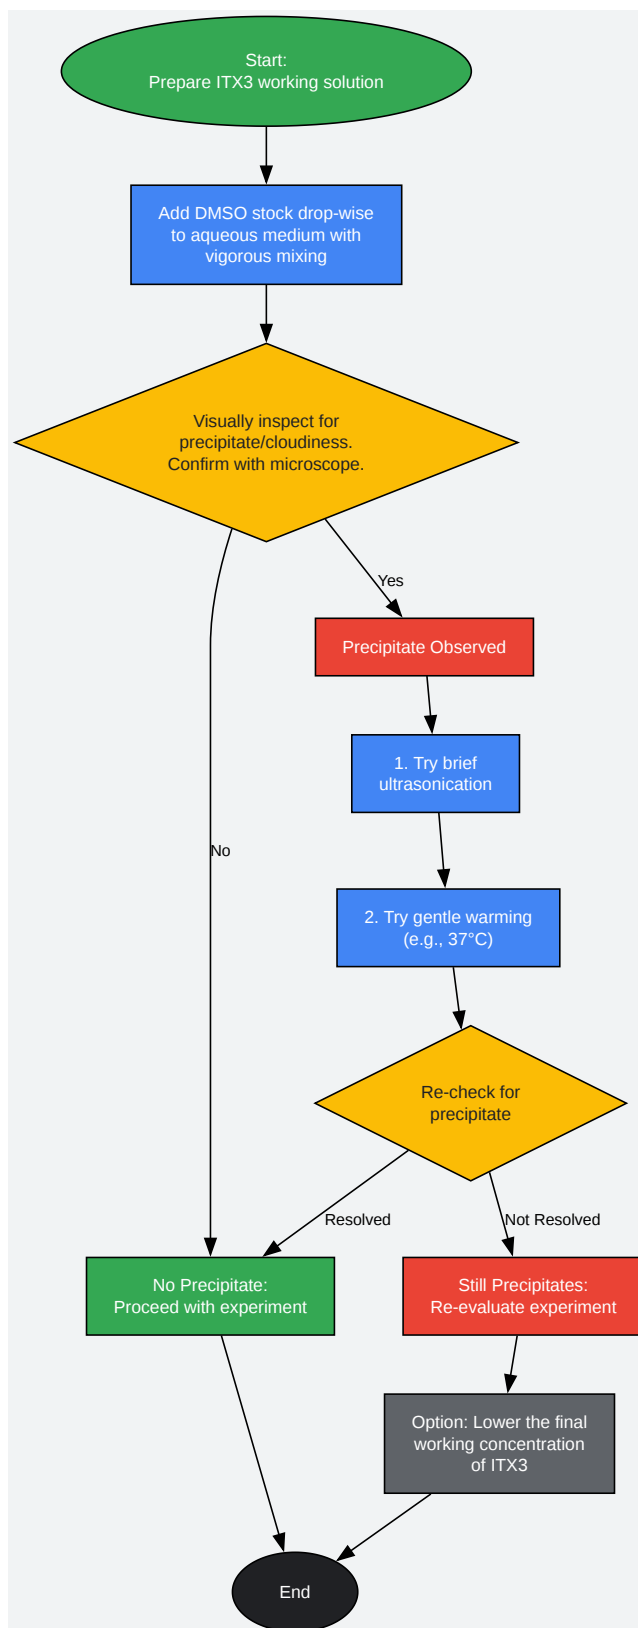 Start:
Prepare ITX3 working solution
Add DMSO stock drop-wise
to aqueous medium with
vigorous mixing
Visually inspect for
precipitate/cloudiness.
Confirm with microscope.
Yes
Precipitate Observed
1. Try brief
ultrasonication
No
2. Try gentle warming
(e.g., 37°C)
Re-check for
precipitate
Resolved
Not Resolved
No Precipitate:
Proceed with experiment
Still Precipitates:
Re-evaluate experiment
Option: Lower the final
working concentration
of ITX3
End